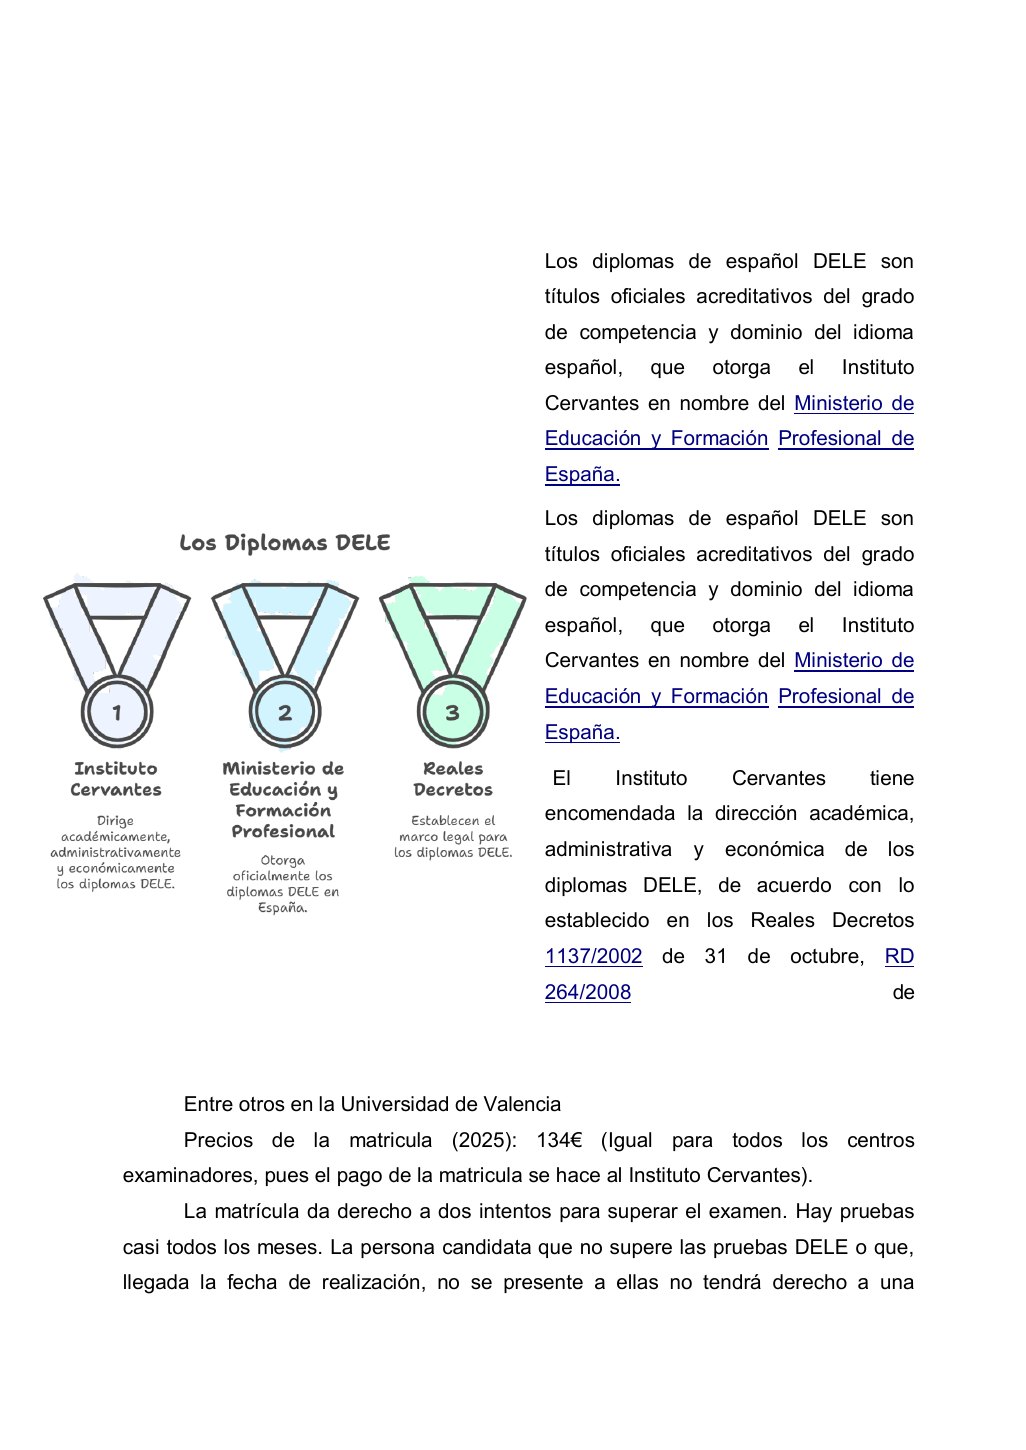 Los diplomas de español DELE son
títulos oficiales acreditativos del grado
de competencia y dominio del idioma
español, que otorga el Instituto
Cervantes en nombre del Ministerio de
Educación y Formación Profesional de
España.
Los diplomas de español DELE son
títulos oficiales acreditativos del grado
de competencia y dominio del idioma
español, que otorga el Instituto
Cervantes en nombre del Ministerio de
Educación y Formación Profesional de
España.
El Instituto Cervantes tiene
encomendada la dirección académica,
administrativa y económica de los
diplomas DELE, de acuerdo con lo
establecido en los Reales Decretos
1137/2002 de 31 de octubre, RD
264/2008 de
Los Diplomas DELE
1
Instituto
Cervantes
Dirige
académicamente,
administrativamente
y económicamente
los diplomas DELE.
2
Ministerio de
Educación y
Formación
Profesional
Otorga
oficialmente los
diplomas DELE en
España.
3
Reales
Decretos
Establecen el
marco legal para
los diplomas DELE.
Entre otros en la Universidad de Valencia
Precios de la matricula (2025): 134€ (Igual para todos los centros
examinadores, pues el pago de la matricula se hace al Instituto Cervantes).
La matrícula da derecho a dos intentos para superar el examen. Hay pruebas
casi todos los meses. La persona candidata que no supere las pruebas DELE o que,
llegada la fecha de realización, no se presente a ellas no tendrá derecho a una